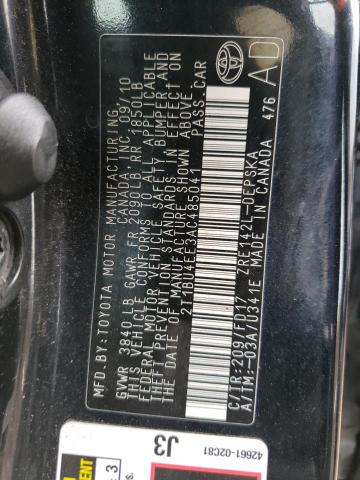 MFD.BY:TOYOTA MOTOR MANUFACTURING
CANADA, INC. 09/10
GVWR 3840 LB GAWR FR 2090LB RR 1850LB
THIS VEHICLE CONFORMS TO ALL APPLICABLE
FEDERAL MOTOR VEHICLE SAFETY BUMPER AND
THEFT PREVENTION STANDARDS IN EFFECT ON
THE DATE OF MANUFACTURE SHOWN ABOVE.
2T1BU4EE3AC485041 PASS.CAR
C/TR:209/FD17 ZRE142L-DEPSKA
A/TM:-03A/U341E MADE IN CANADA
476
AD
42661-02C81
J3
: 3